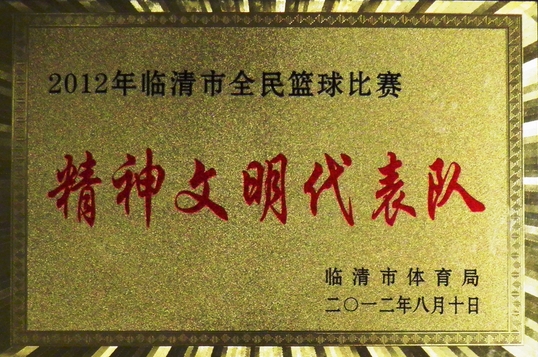 2012年临清市全民篮球比赛
精神文明代表队
临清市体育局
二〇一二年八月十日